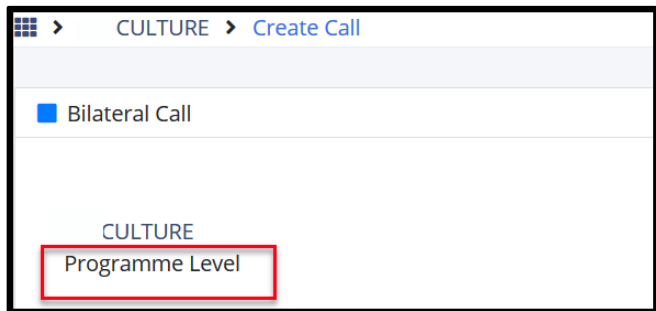 CULTURE Create Call
Bilateral Call
CULTURE
Programme Level